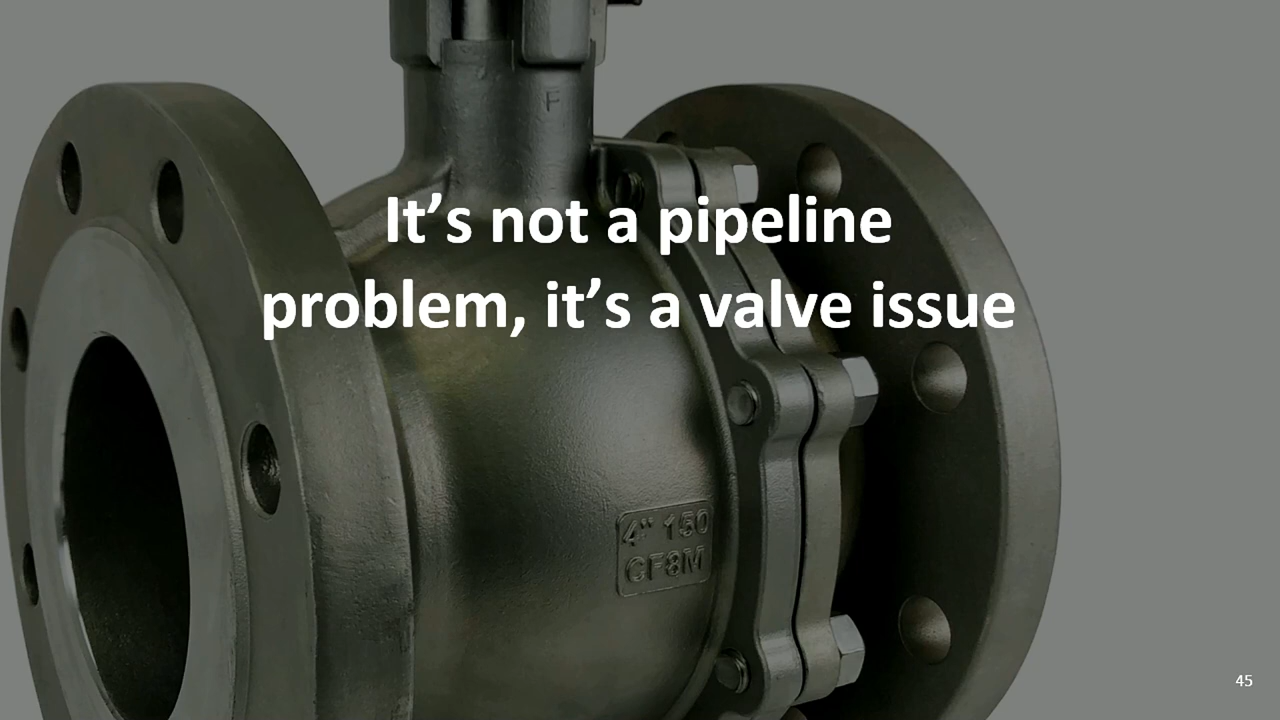 F
It’s not a pipeline
problem, it’s a valve issue
4" 150
CF8M
45